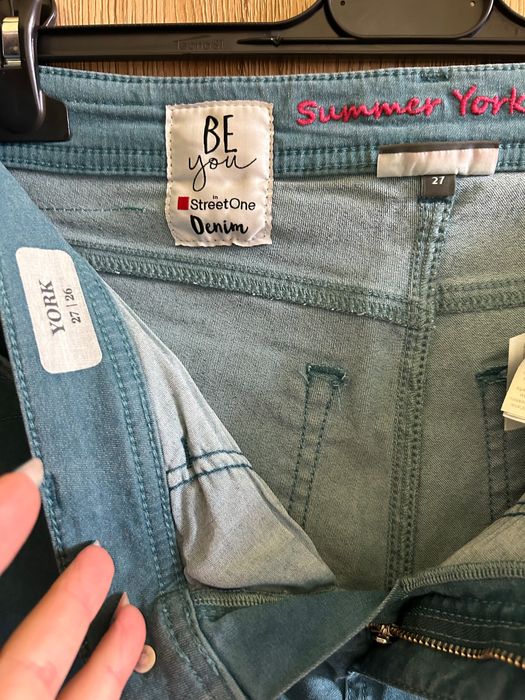 Summer York
BE
you
in
StreetOne
Denim
27
YORK
27 | 26